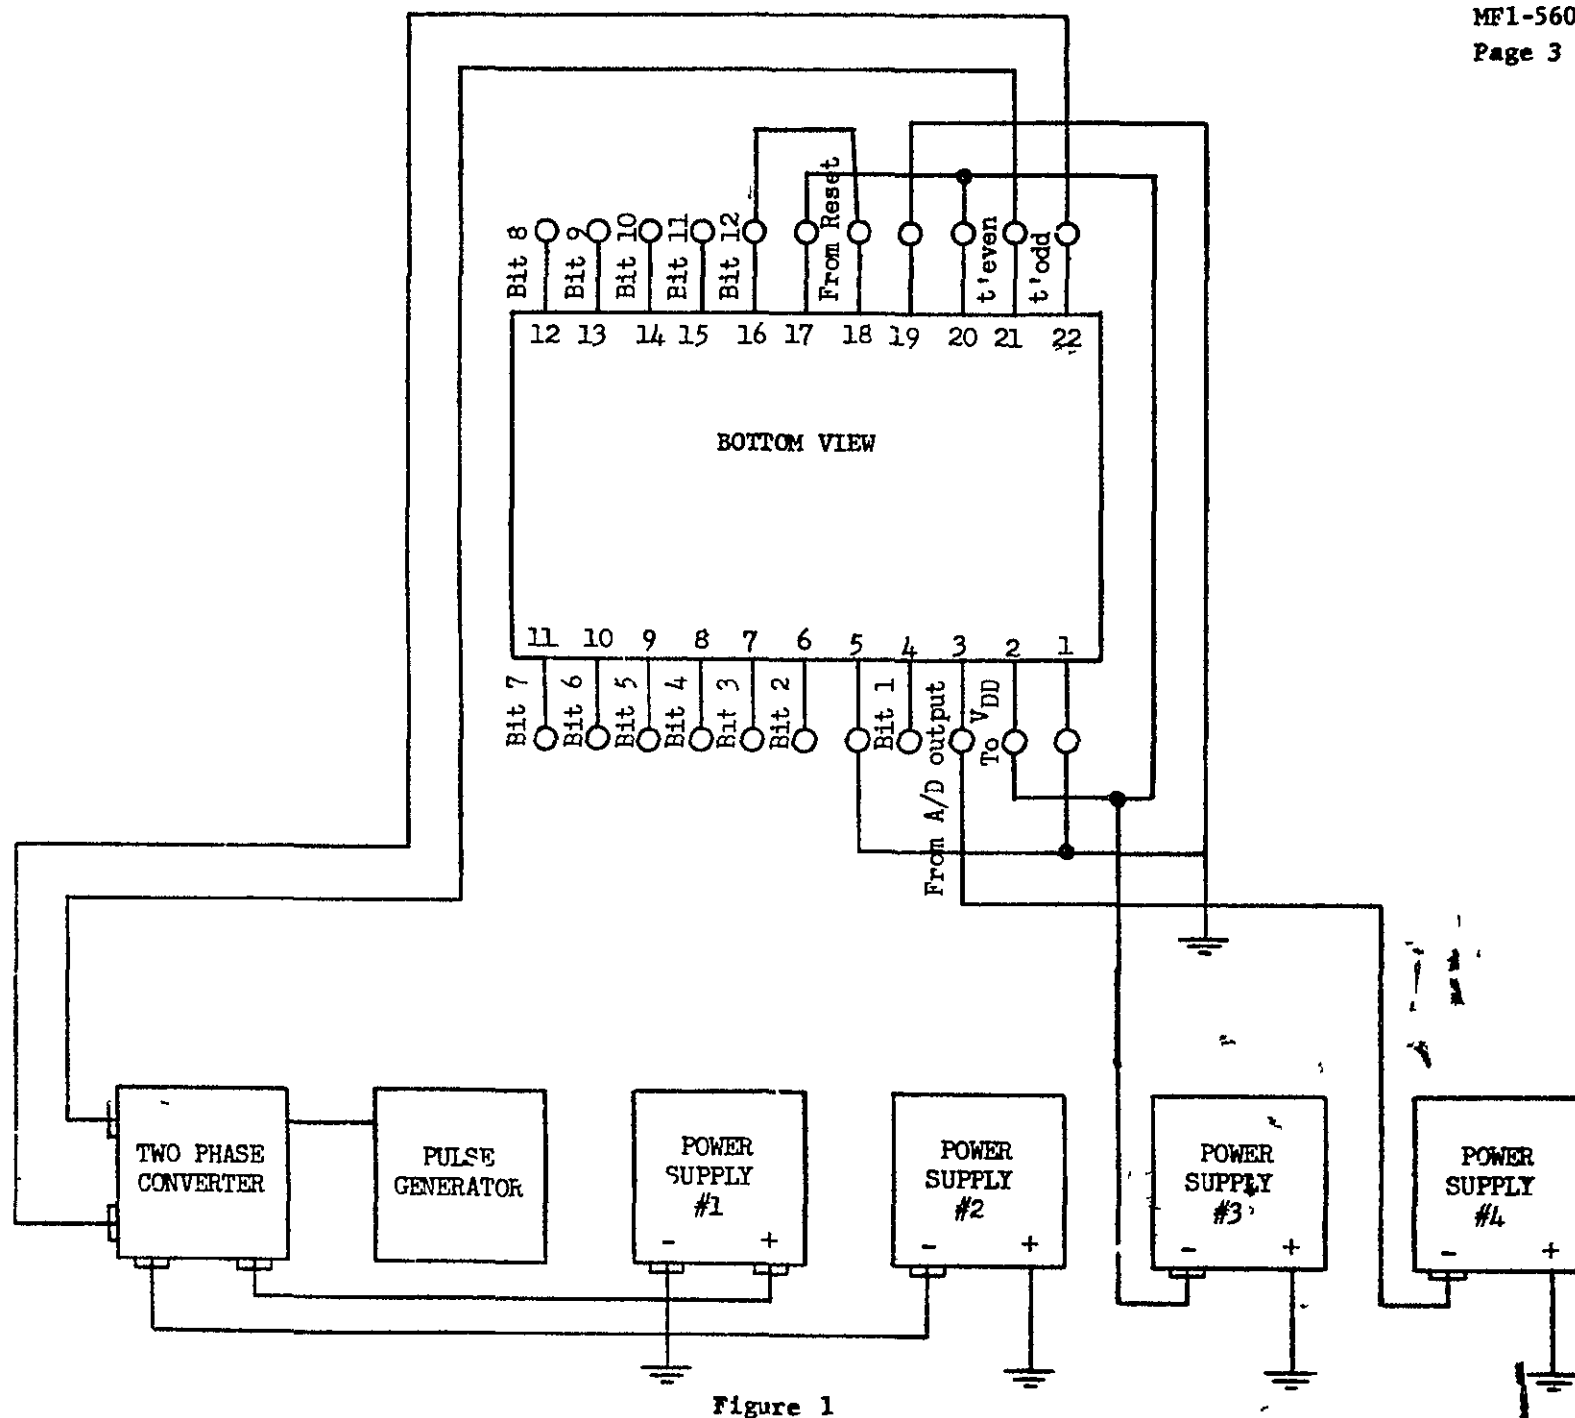 MF1-560
Page 3
Bit 8
Bit 9
Bit 10
Bit 11
Bit 12
From Reset
t'even
t'odd
12 13 14 15 16 17 18 19 20 21 22
BOTTOM VIEW
11 10 9 8 7 6 5 4 3 2 1
Bit 7
Bit 6
Bit 5
Bit 4
Bit 3
Bit 2
Bit 1
From A/D output
To VDD
TWO PHASE
CONVERTER
PULSE
GENERATOR
POWER
SUPPLY
#1
- +
POWER
SUPPLY
#2
- +
POWER
SUPPLY
#3
- +
POWER
SUPPLY
#4
- +
Figure 1